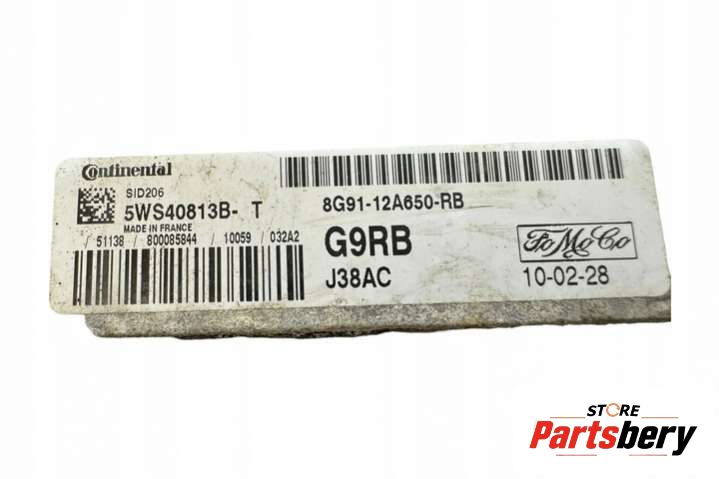 Continental
SID206
5WS40813B- T
MADE IN FRANCE
/ 51138 / 800085844 / 10059 / 032A2
8G91-12A650-RB
G9RB
J38AC
FoMoCo
10-02-28
STORE
Partsbery